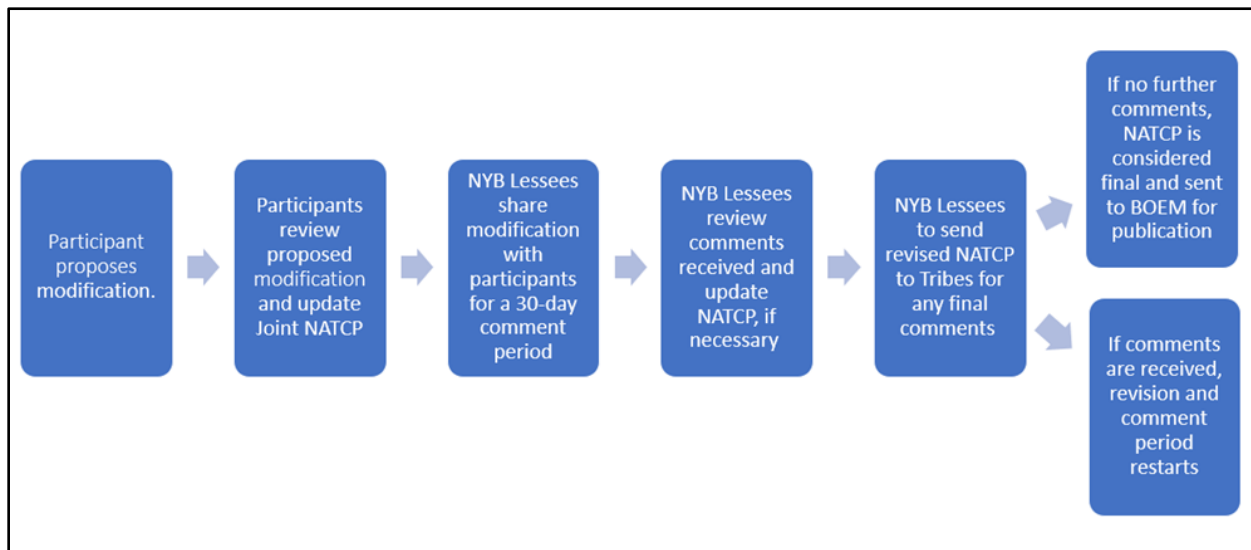 Participant
proposes
modification.
Participants
review
proposed
modification
and update
Joint NATCP
NYB Lessees
share
modification
with
participants
for a 30-day
comment
period
NYB Lessees
review
comments
received and
update
NATCP, if
necessary
NYB Lessees
to send
revised NATCP
to Tribes for
any final
comments
If no further
comments,
NATCP is
considered
final and sent
to BOEM for
publication
If comments
are received,
revision and
comment
period
restarts